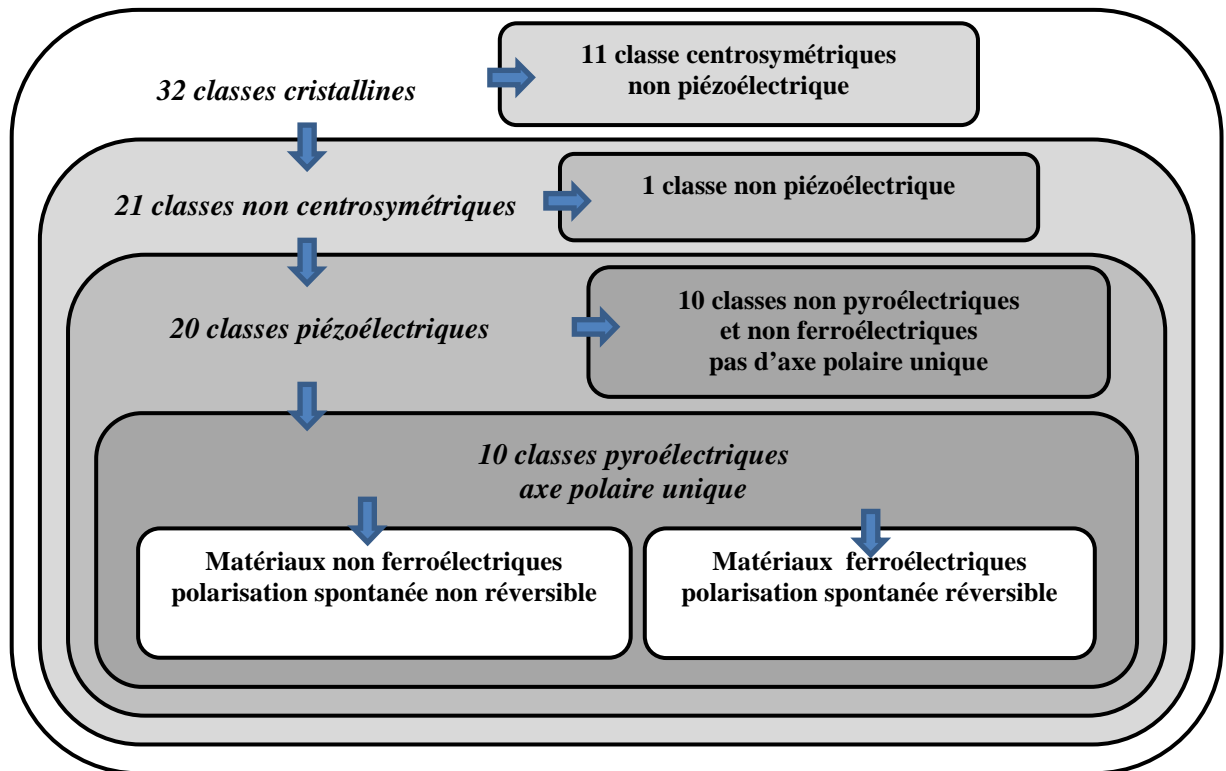 11 classe centrosymétriques
non piézoélectrique
32 classes cristallines
1 classe non piézoélectrique
21 classes non centrosymétriques
10 classes non pyroélectriques
et non ferroélectriques
pas d'axe polaire unique
20 classes piézoélectriques
10 classes pyroélectriques
axe polaire unique
Matériaux non ferroélectriques
polarisation spontanée non réversible
Matériaux ferroélectriques
polarisation spontanée réversible